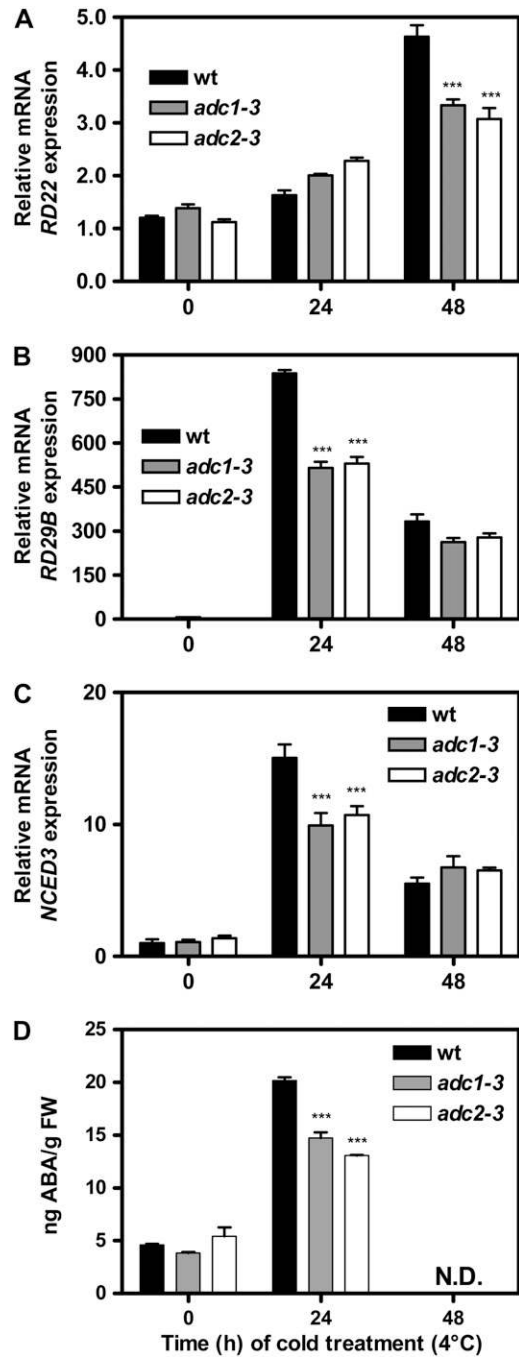 A
Relative mRNA
RD22 expression
5.0
4.0
3.0
2.0
1.0
0.0
wt
adc1-3
adc2-3
*** ***
0 24 48
B
Relative mRNA
RD29B expression
900
750
600
450
300
150
0
wt
adc1-3
adc2-3
*** ***
0 24 48
C
Relative mRNA
NCED3 expression
20
10
0
wt
adc1-3
adc2-3
*** ***
0 24 48
D
ng ABA/g FW
25
20
15
10
5
0
wt
adc1-3
adc2-3
*** ***
N.D.
0 24 48
Time (h) of cold treatment (4°C)